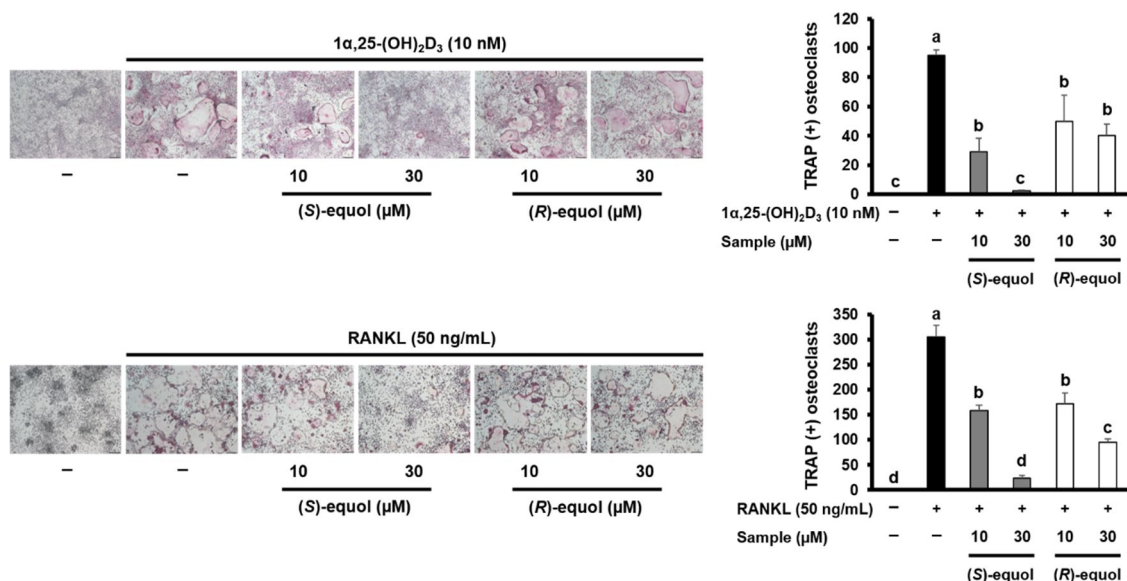 1α,25-(OH)₂D₃ (10 nM)
– – 10 30 10 30
(S)-equol (μM) (R)-equol (μM)
TRAP (+) osteoclasts
120
100
80
60
40
20
0
c a b c b b
1α,25-(OH)₂D₃ (10 nM) – + + + + +
Sample (μM) – – 10 30 10 30
(S)-equol (R)-equol
RANKL (50 ng/mL)
– – 10 30 10 30
(S)-equol (μM) (R)-equol (μM)
TRAP (+) osteoclasts
350
300
250
200
150
100
50
0
d a b d b c
RANKL (50 ng/mL) – + + + + +
Sample (μM) – – 10 30 10 30
(S)-equol (R)-equol